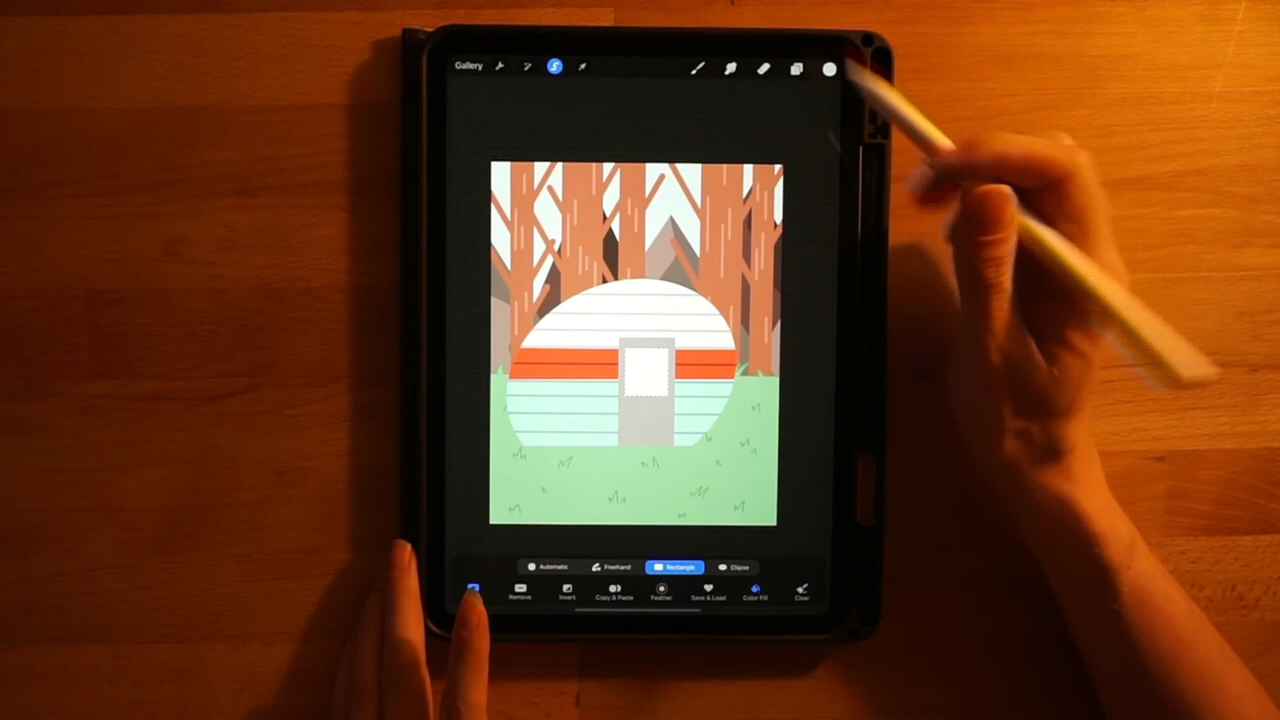 Gallery
Automatic Freehand Rectangle Ellipse
Remove Invert Copy & Paste Feather Save & Load Color Fill Clear